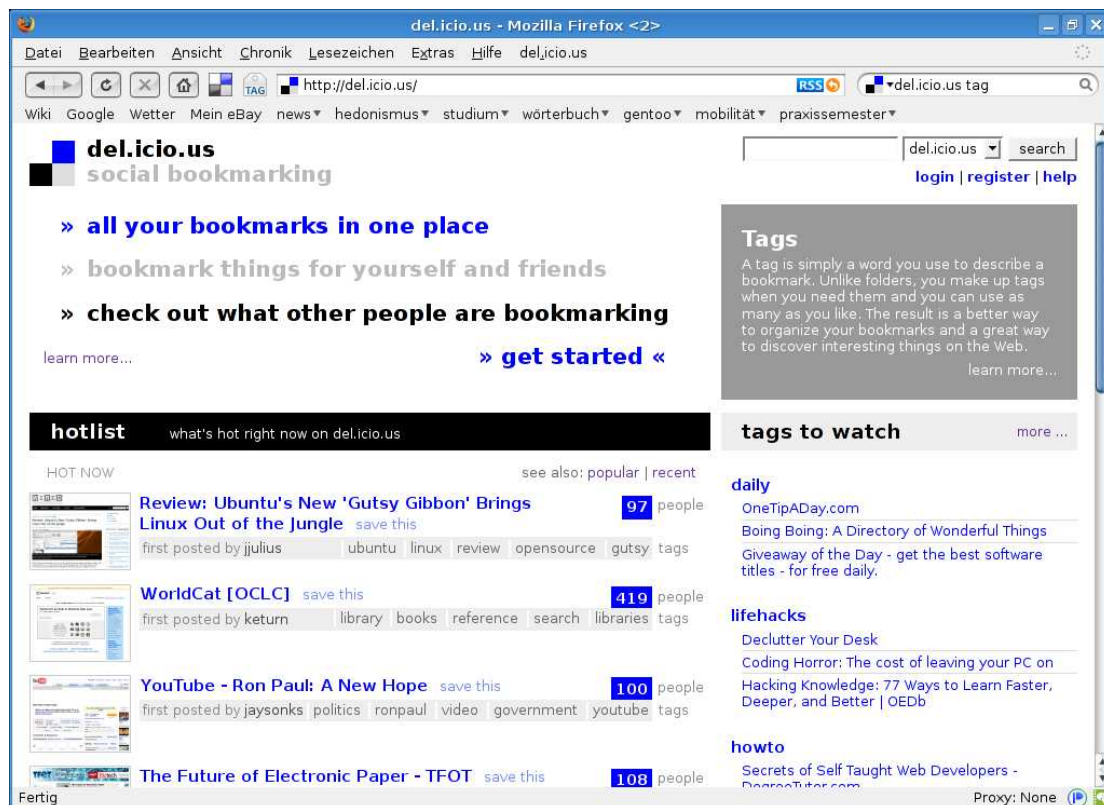 del.icio.us - Mozilla Firefox <2>
Datei Bearbeiten Ansicht Chronik Lesezeichen Extras Hilfe del.icio.us
TAG http://del.icio.us/ RSS del.icio.us tag
Wiki Google Wetter Mein eBay news hedonismus studium wörterbuch gentoo mobilität praxissemester
del.icio.us
social bookmarking
del.icio.us search
login | register | help
» all your bookmarks in one place
» bookmark things for yourself and friends
» check out what other people are bookmarking
learn more... » get started «
Tags
A tag is simply a word you use to describe a
bookmark. Unlike folders, you make up tags
when you need them and you can use as
many as you like. The result is a better way
to organize your bookmarks and a great way
to discover interesting things on the Web.
learn more...
hotlist what's hot right now on del.icio.us
HOT NOW see also: popular | recent
Review: Ubuntu's New 'Gutsy Gibbon' Brings
Linux Out of the Jungle save this 97 people
first posted by jjulius ubuntu linux review opensource gutsy tags
WorldCat [OCLC] save this 419 people
first posted by keturn library books reference search libraries tags
YouTube - Ron Paul: A New Hope save this 100 people
first posted by jaysonks politics ronpaul video government youtube tags
TFOT
The Future of Electronic Paper - TFOT save this 108 people
tags to watch more ...
daily
OneTipADay.com
Boing Boing: A Directory of Wonderful Things
Giveaway of the Day - get the best software
titles - for free daily.
lifehacks
Declutter Your Desk
Coding Horror: The cost of leaving your PC on
Hacking Knowledge: 77 Ways to Learn Faster,
Deeper, and Better | OEDb
howto
Secrets of Self Taught Web Developers -
DegreeTutor.com
Fertig Proxy: None